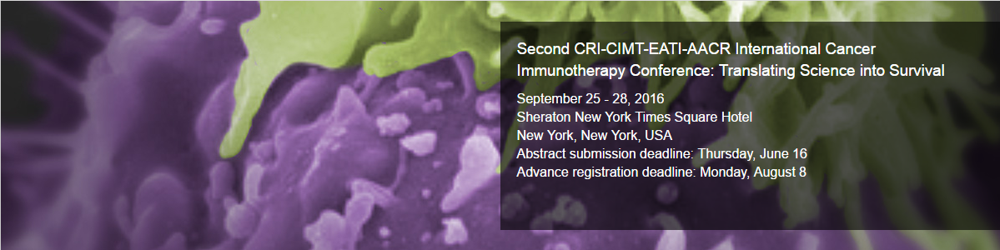 Second CRI-CIMT-EATI-AACR International Cancer
Immunotherapy Conference: Translating Science into Survival
September 25 - 28, 2016
Sheraton New York Times Square Hotel
New York, New York, USA
Abstract submission deadline: Thursday, June 16
Advance registration deadline: Monday, August 8